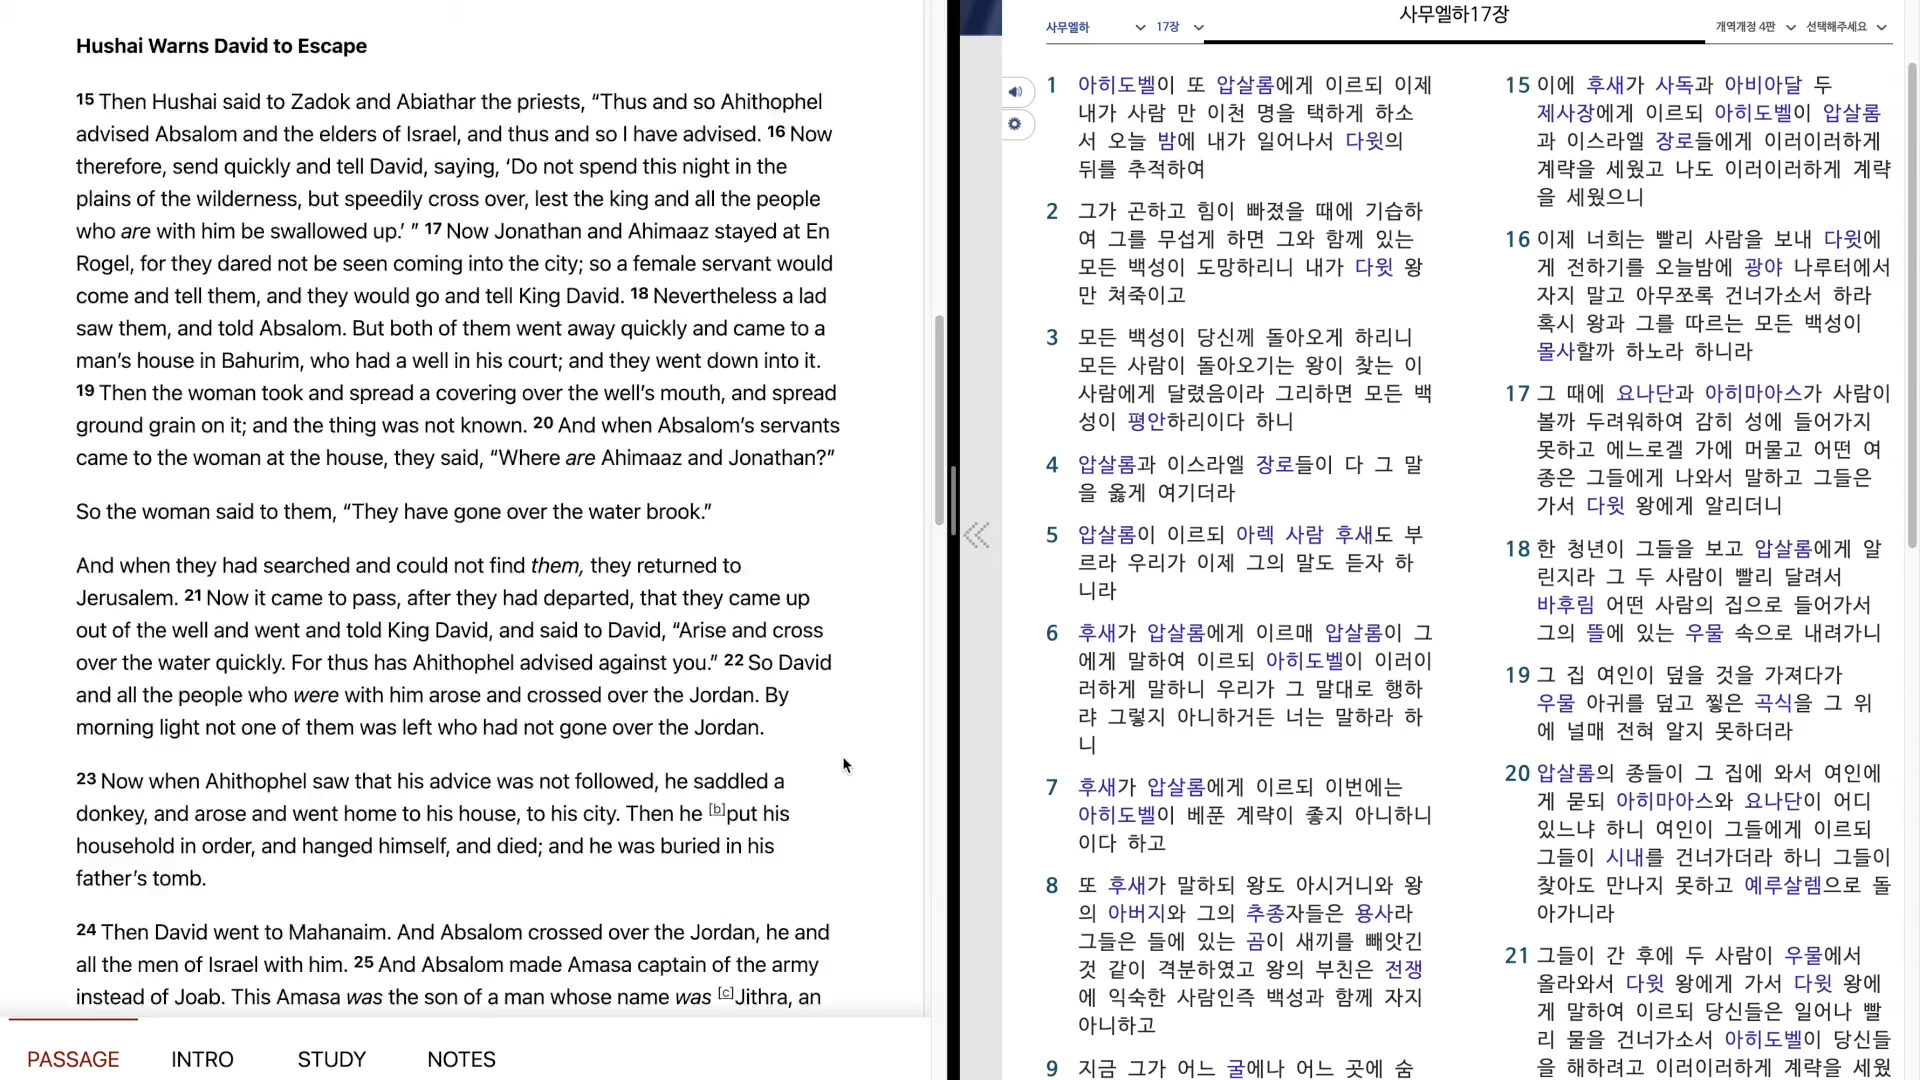 Hushai Warns David to Escape
15 Then Hushai said to Zadok and Abiathar the priests, “Thus and so Ahithophel
advised Absalom and the elders of Israel, and thus and so I have advised. 16 Now
therefore, send quickly and tell David, saying, ‘Do not spend this night in the
plains of the wilderness, but speedily cross over, lest the king and all the people
who are with him be swallowed up.’ ” 17 Now Jonathan and Ahimaaz stayed at En
Rogel, for they dared not be seen coming into the city; so a female servant would
come and tell them, and they would go and tell King David. 18 Nevertheless a lad
saw them, and told Absalom. But both of them went away quickly and came to a
man’s house in Bahurim, who had a well in his court; and they went down into it.
19 Then the woman took and spread a covering over the well’s mouth, and spread
ground grain on it; and the thing was not known. 20 And when Absalom’s servants
came to the woman at the house, they said, “Where are Ahimaaz and Jonathan?”
So the woman said to them, “They have gone over the water brook.”
And when they had searched and could not find them, they returned to
Jerusalem. 21 Now it came to pass, after they had departed, that they came up
out of the well and went and told King David, and said to David, “Arise and cross
over the water quickly. For thus has Ahithophel advised against you.” 22 So David
and all the people who were with him arose and crossed over the Jordan. By
morning light not one of them was left who had not gone over the Jordan.
23 Now when Ahithophel saw that his advice was not followed, he saddled a
donkey, and arose and went home to his house, to his city. Then he [b]put his
household in order, and hanged himself, and died; and he was buried in his
father’s tomb.
24 Then David went to Mahanaim. And Absalom crossed over the Jordan, he and
all the men of Israel with him. 25 And Absalom made Amasa captain of the army
instead of Joab. This Amasa was the son of a man whose name was [c]Jithra, an
PASSAGE INTRO STUDY NOTES
사무엘하 17장
사무엘하17장
개역개정 4판 선택해주세요
1 아히도벨이 또 압살롬에게 이르되 이제
내가 사람 만 이천 명을 택하게 하소
서 오늘 밤에 내가 일어나서 다윗의
뒤를 추적하여
2 그가 곤하고 힘이 빠졌을 때에 기습하
여 그를 무섭게 하면 그와 함께 있는
모든 백성이 도망하리니 내가 다윗 왕
만 쳐죽이고
3 모든 백성이 당신께 돌아오게 하리니
모든 사람이 돌아오기는 왕이 찾는 이
사람에게 달렸음이라 그리하면 모든 백
성이 평안하리이다 하니
4 압살롬과 이스라엘 장로들이 다 그 말
을 옳게 여기더라
5 압살롬이 이르되 아렉 사람 후새도 부
르라 우리가 이제 그의 말도 듣자 하
니라
6 후새가 압살롬에게 이르매 압살롬이 그
에게 말하여 이르되 아히도벨이 이러이
러하게 말하니 우리가 그 말대로 행하
랴 그렇지 아니하거든 너는 말하라 하
니
7 후새가 압살롬에게 이르되 이번에는
아히도벨이 베푼 계략이 좋지 아니하니
이다 하고
8 또 후새가 말하되 왕도 아시거니와 왕
의 아버지와 그의 추종자들은 용사라
그들은 들에 있는 곰이 새끼를 빼앗긴
것 같이 격분하였고 왕의 부친은 전쟁
에 익숙한 사람인즉 백성과 함께 자지
아니하고
9 지금 그가 어느 굴에나 어느 곳에 숨
15 이에 후새가 사독과 아비아달 두
제사장에게 이르되 아히도벨이 압살롬
과 이스라엘 장로들에게 이러이러하게
계략을 세웠고 나도 이러이러하게 계략
을 세웠으니
16 이제 너희는 빨리 사람을 보내 다윗에
게 전하기를 오늘밤에 광야 나루터에서
자지 말고 아무쪼록 건너가소서 하라
혹시 왕과 그를 따르는 모든 백성이
몰사할까 하노라 하니라
17 그 때에 요나단과 아히마아스가 사람이
볼까 두려워하여 감히 성에 들어가지
못하고 에느로겔 가에 머물고 어떤 여
종은 그들에게 나와서 말하고 그들은
가서 다윗 왕에게 알리더니
18 한 청년이 그들을 보고 압살롬에게 알
린지라 그 두 사람이 빨리 달려서
바후림 어떤 사람의 집으로 들어가서
그의 뜰에 있는 우물 속으로 내려가니
19 그 집 여인이 덮을 것을 가져다가
우물 아귀를 덮고 찧은 곡식을 그 위
에 널매 전혀 알지 못하더라
20 압살롬의 종들이 그 집에 와서 여인에
게 묻되 아히마아스와 요나단이 어디
있느냐 하니 여인이 그들에게 이르되
그들이 시내를 건너가더라 하니 그들이
찾아도 만나지 못하고 예루살렘으로 돌
아가니라
21 그들이 간 후에 두 사람이 우물에서
올라와서 다윗 왕에게 가서 다윗 왕에
게 말하여 이르되 당신들은 일어나 빨
리 물을 건너가소서 아히도벨이 당신들
을 해하려고 이러이러하게 계략을 세웠